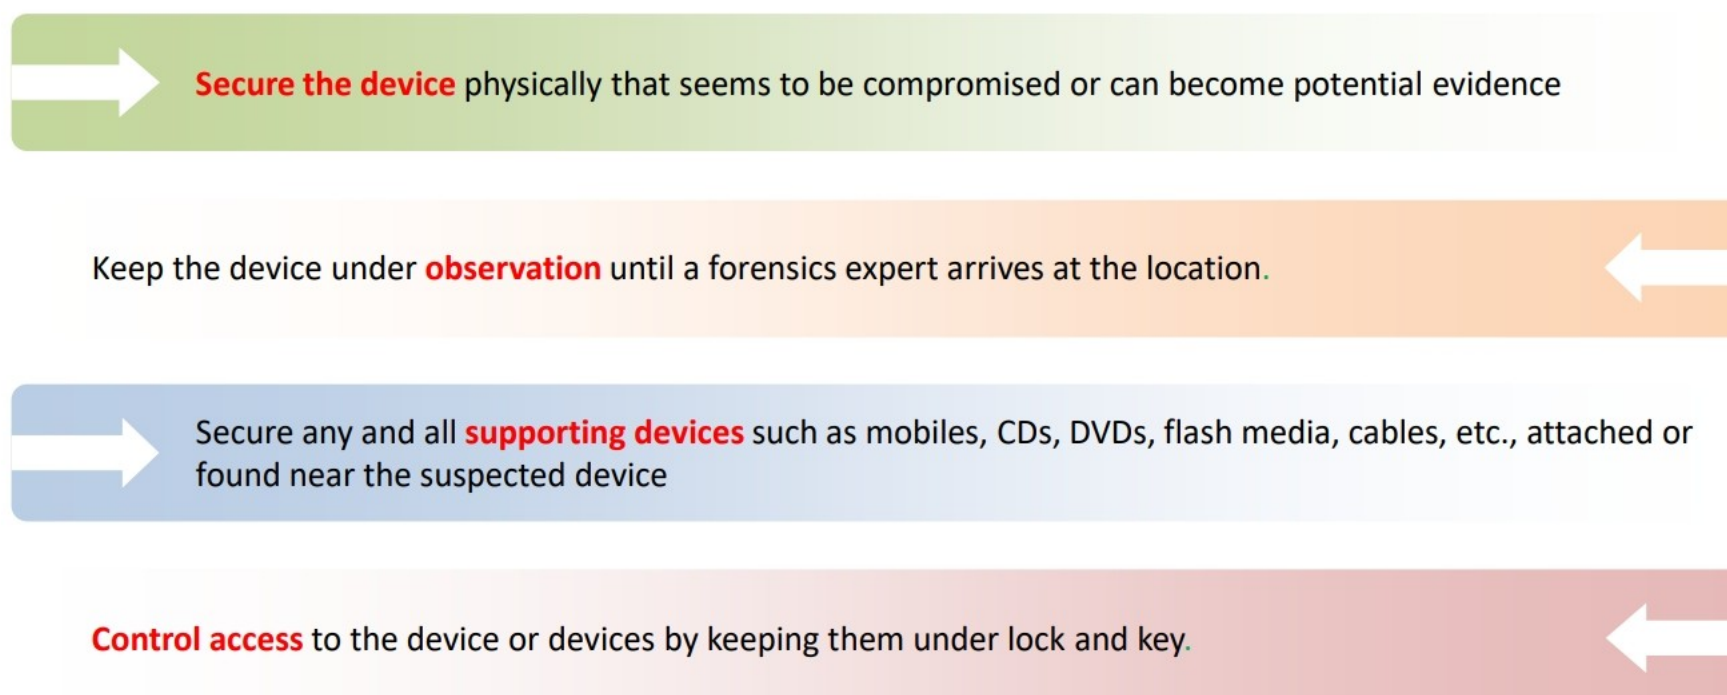 Secure the device physically that seems to be compromised or can become potential evidence
Keep the device under observation until a forensics expert arrives at the location.
Secure any and all supporting devices such as mobiles, CDs, DVDs, flash media, cables, etc., attached or
found near the suspected device
Control access to the device or devices by keeping them under lock and key.